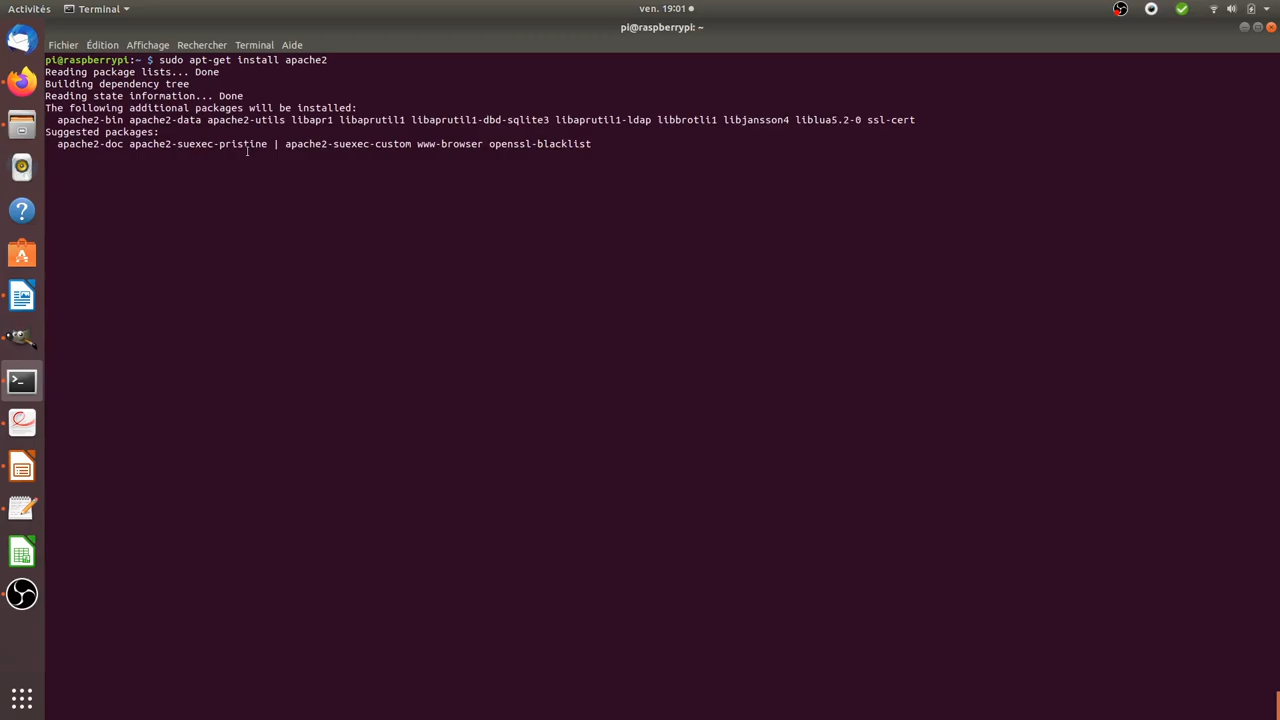 Activités
Terminal
ven. 19:01
pi@raspberrypi: ~
Fichier Édition Affichage Rechercher Terminal Aide
pi@raspberrypi:~ $ sudo apt-get install apache2
Reading package lists... Done
Building dependency tree
Reading state information... Done
The following additional packages will be installed:
  apache2-bin apache2-data apache2-utils libapr1 libaprutil1 libaprutil1-dbd-sqlite3 libaprutil1-ldap libbrotli1 libjansson4 liblua5.2-0 ssl-cert
Suggested packages:
  apache2-doc apache2-suexec-pristine | apache2-suexec-custom www-browser openssl-blacklist